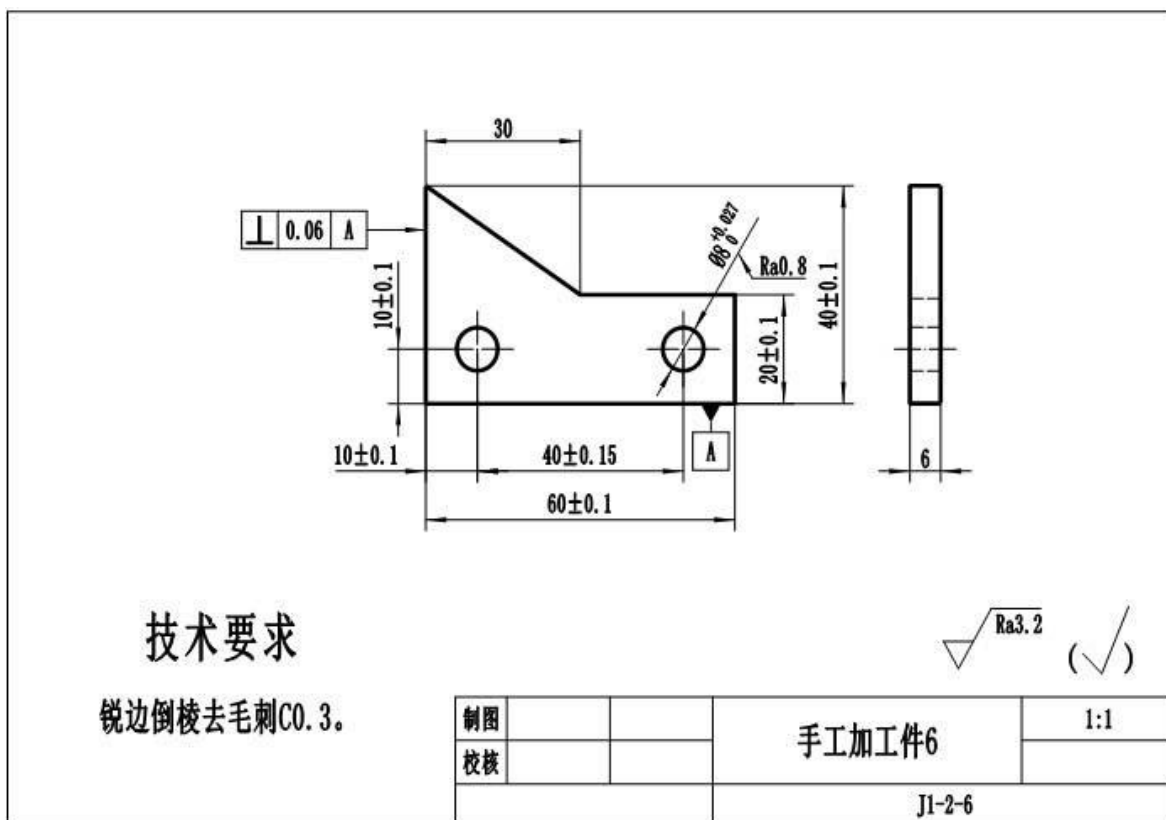 30
⊥ 0.06 A
Ø8 +0.027 0
Ra0.8
10±0.1
20±0.1
40±0.1
A
10±0.1
40±0.15
6
60±0.1
技术要求
锐边倒棱去毛刺C0.3。
Ra3.2
(√)
制图
手工加工件6
1:1
校核
J1-2-6